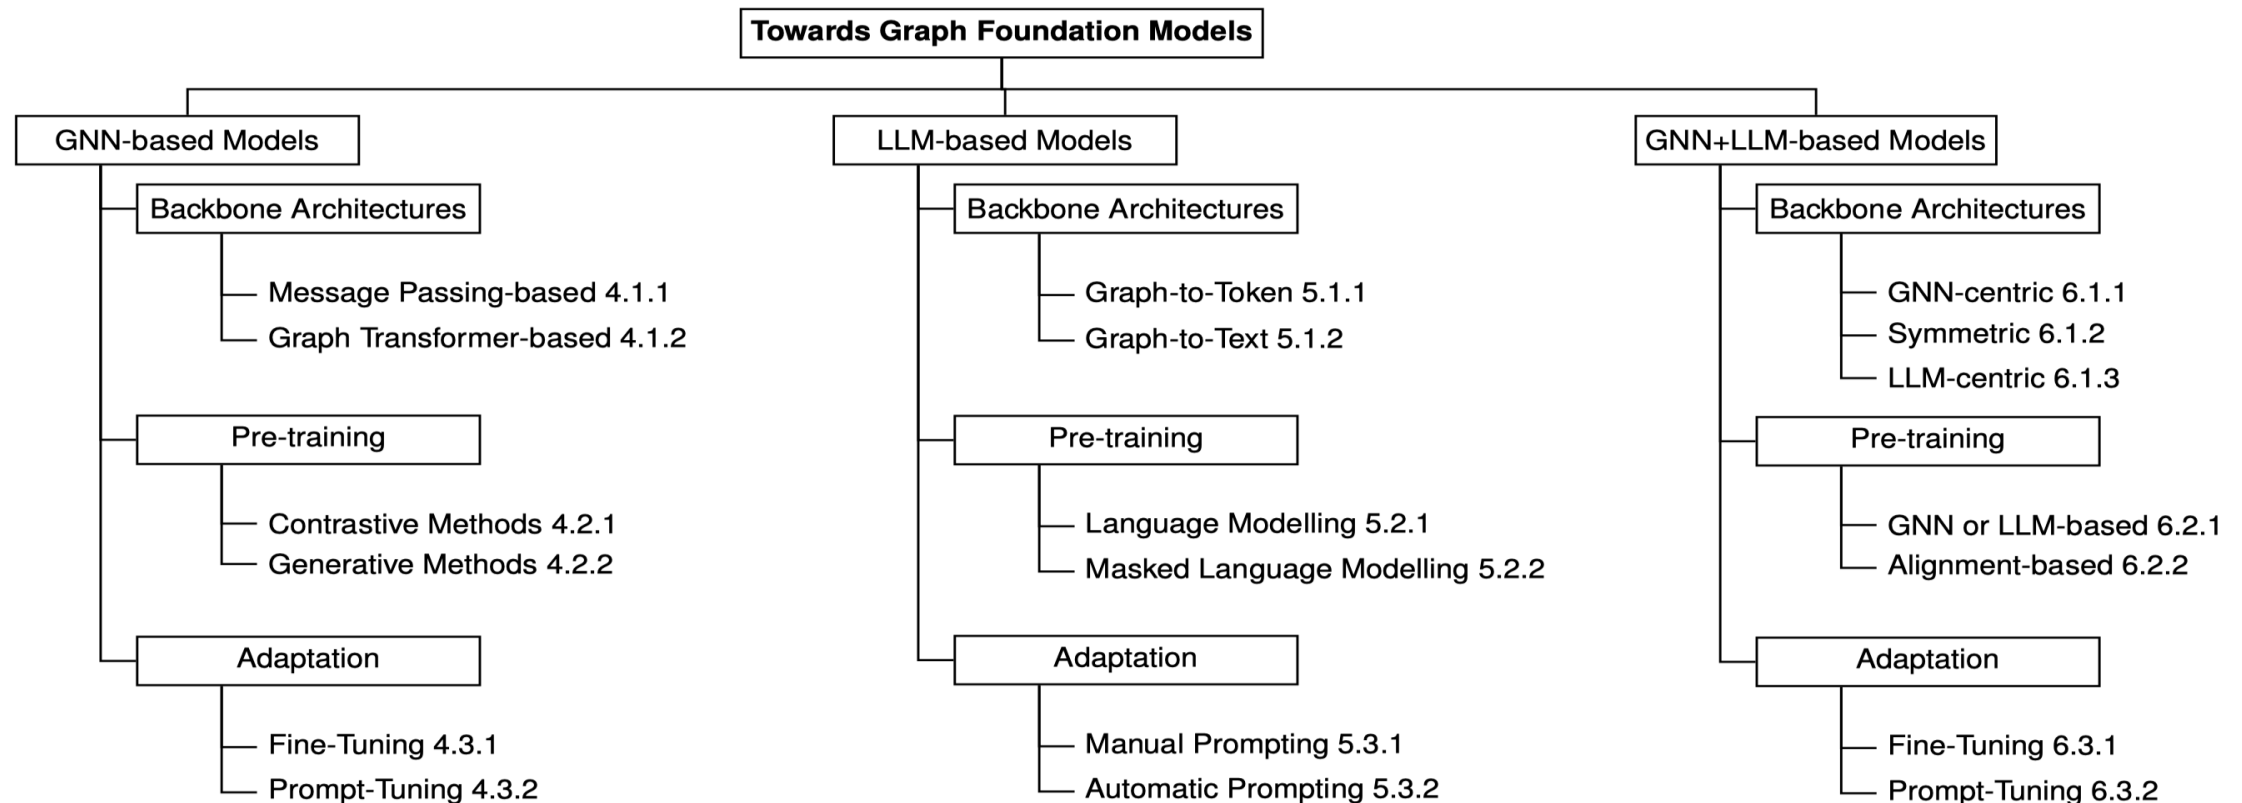 Towards Graph Foundation Models
GNN-based Models
Backbone Architectures
Message Passing-based 4.1.1
Graph Transformer-based 4.1.2
Pre-training
Contrastive Methods 4.2.1
Generative Methods 4.2.2
Adaptation
Fine-Tuning 4.3.1
Prompt-Tuning 4.3.2
LLM-based Models
Backbone Architectures
Graph-to-Token 5.1.1
Graph-to-Text 5.1.2
Pre-training
Language Modelling 5.2.1
Masked Language Modelling 5.2.2
Adaptation
Manual Prompting 5.3.1
Automatic Prompting 5.3.2
GNN+LLM-based Models
Backbone Architectures
GNN-centric 6.1.1
Symmetric 6.1.2
LLM-centric 6.1.3
Pre-training
GNN or LLM-based 6.2.1
Alignment-based 6.2.2
Adaptation
Fine-Tuning 6.3.1
Prompt-Tuning 6.3.2